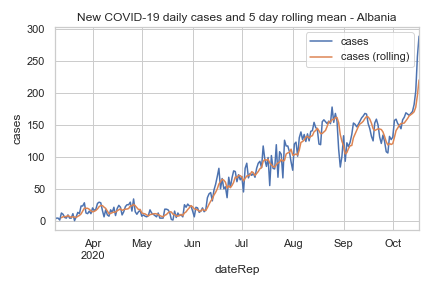 New COVID-19 daily cases and 5 day rolling mean - Albania
cases
cases (rolling)
300
250
200
150
100
50
0
cases
Apr
2020
May
Jun
Jul
Aug
Sep
Oct
dateRep